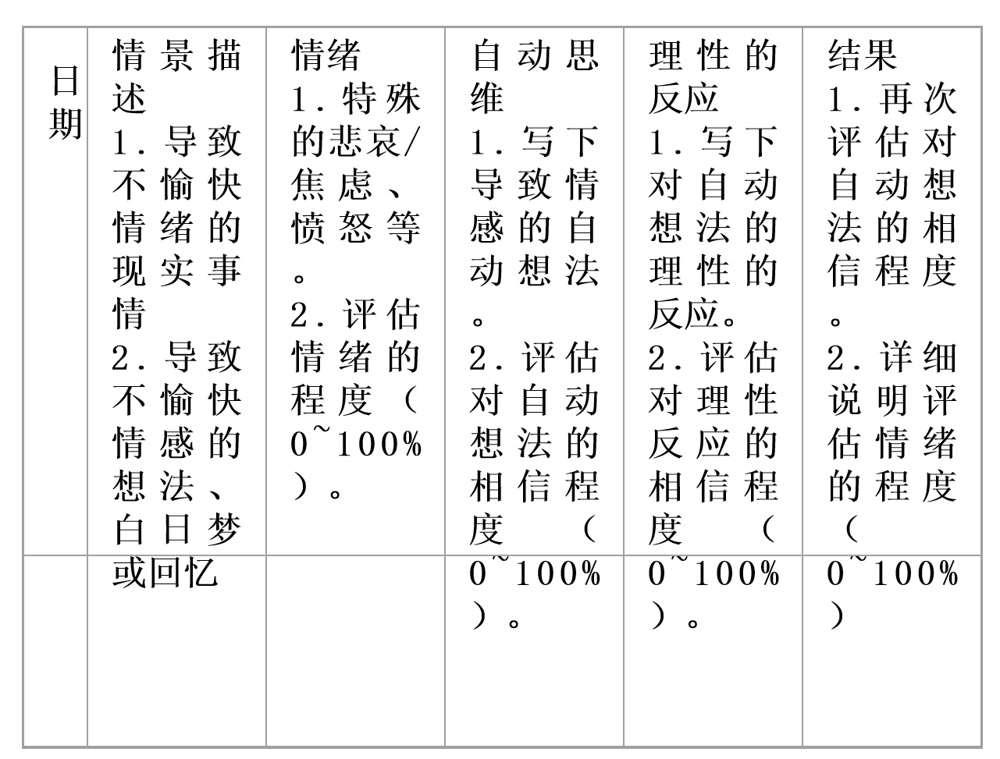 日
期
情景描
述
1.导致
不愉快
情绪的
现实事
情
2.导致
不愉快
情感的
想法、
白日梦
或回忆
情绪
1.特殊
的悲哀/
焦虑、
愤怒等
。
2.评估
情绪的
程度（
0~100%
）。
自动思
维
1.写下
导致情
感的自
动想法
。
2.评估
对自动
想法的
相信程
度（
0~100%
）。
理性的
反应
1.写下
对自动
想法的
理性的
反应。
2.评估
对理性
反应的
相信程
度（
0~100%
）。
结果
1.再次
评估对
自动想
法的相
信程度
。
2.详细
说明评
估情绪
的程度
（
0~100%
）